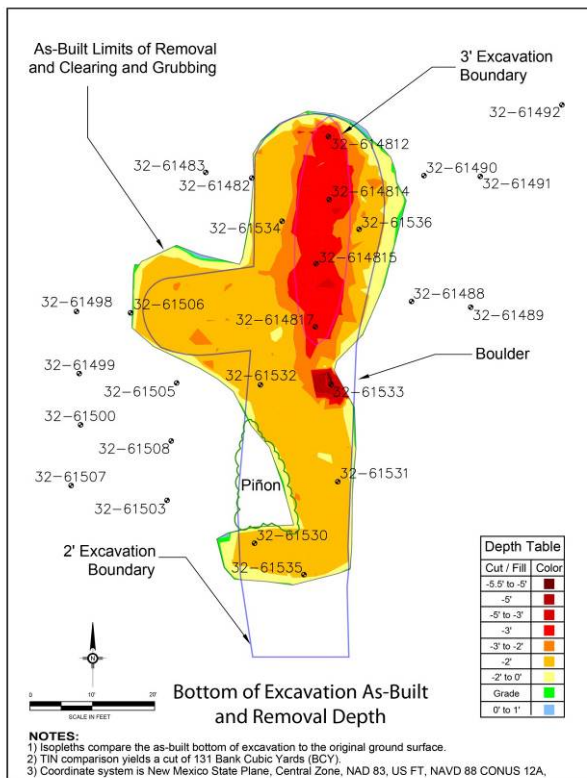 As-Built Limits of Removal
and Clearing and Grubbing
3' Excavation
Boundary
32-61492
32-614812
32-61483
32-61482
32-61490
32-61491
32-614814
32-61534
32-61536
32-614815
32-61498
32-61506
32-61488
32-61489
32-614817
Boulder
32-61499
32-61505
32-61532
32-61533
32-61500
32-61508
32-61507
32-61503
Piñon
32-61531
2' Excavation
Boundary
32-61530
32-61535
Depth Table
Cut / Fill Color
-5.5' to -5'
-5'
-5' to -3'
-3'
-3' to -2'
-2'
-2' to 0'
Grade
0' to 1'
N
0 10' 20'
SCALE IN FEET
Bottom of Excavation As-Built
and Removal Depth
NOTES:
1) Isopleths compare the as-built bottom of excavation to the original ground surface.
2) TIN comparison yields a cut of 131 Bank Cubic Yards (BCY).
3) Coordinate system is New Mexico State Plane, Central Zone, NAD 83, US FT, NAVD 88 CONUS 12A,